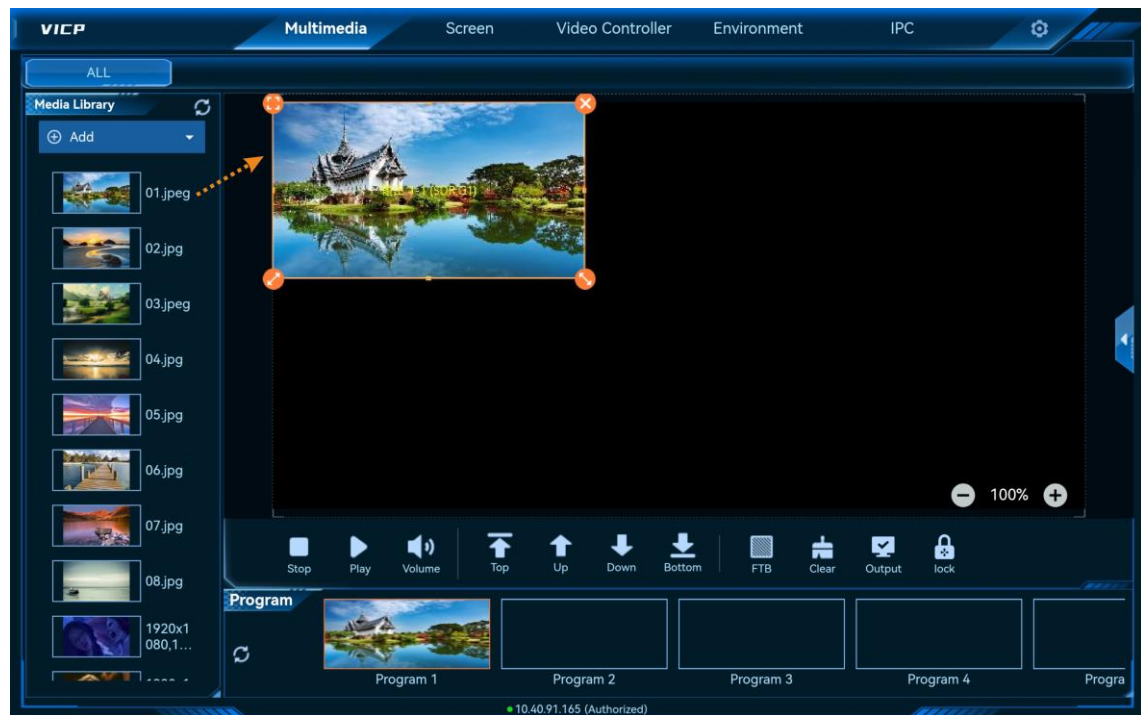 VICP
Multimedia
Screen
Video Controller
Environment
IPC
ALL
Media Library
Add
01.jpeg
02.jpg
03.jpeg
04.jpg
05.jpg
06.jpg
07.jpg
08.jpg
1920x1
080,1...
(SDR:G1)
100%
Stop
Play
Volume
Top
Up
Down
Bottom
FTB
Clear
Output
lock
Program
Program 1
Program 2
Program 3
Program 4
Progra
10.40.91.165 (Authorized)